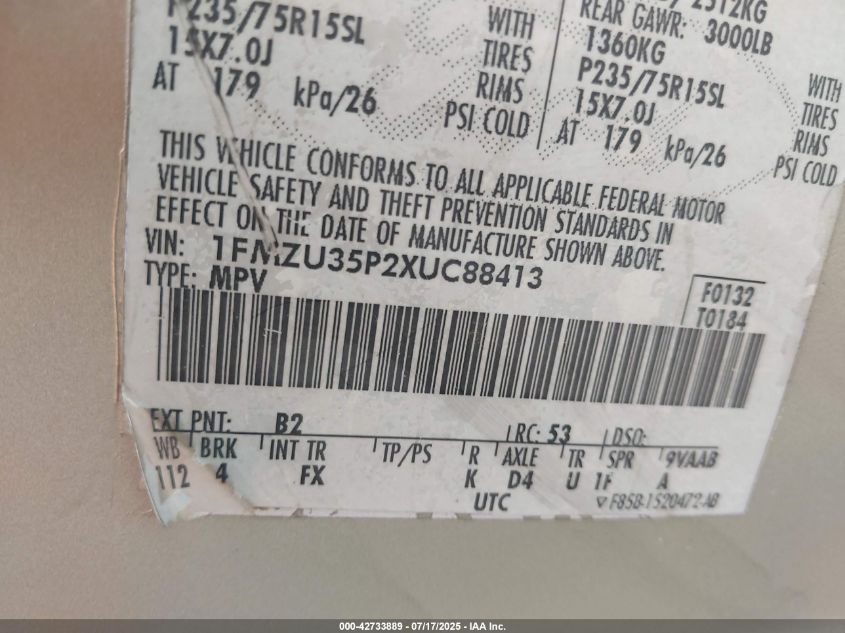 2512KG
P235/75R15SL WITH REAR GAWR: 3000LB
15X7.0J TIRES 1360KG WITH
AT 179 kPa/26 RIMS P235/75R15SL TIRES
PSI COLD 15X7.0J RIMS
AT 179 kPa/26 PSI COLD
THIS VEHICLE CONFORMS TO ALL APPLICABLE FEDERAL MOTOR
VEHICLE SAFETY AND THEFT PREVENTION STANDARDS IN
EFFECT ON THE DATE OF MANUFACTURE SHOWN ABOVE.
VIN: 1FMZU35P2XUC88413
TYPE: MPV
F0132
T0184
EXT PNT: B2 RC: 53 DSO:
WB BRK INT TR TP/PS R AXLE TR SPR 9VAAB
112 4 FX K D4 U 1F A
UTC F85B-1520472-AB
000-42733889 - 07/17/2025 - IAA Inc.